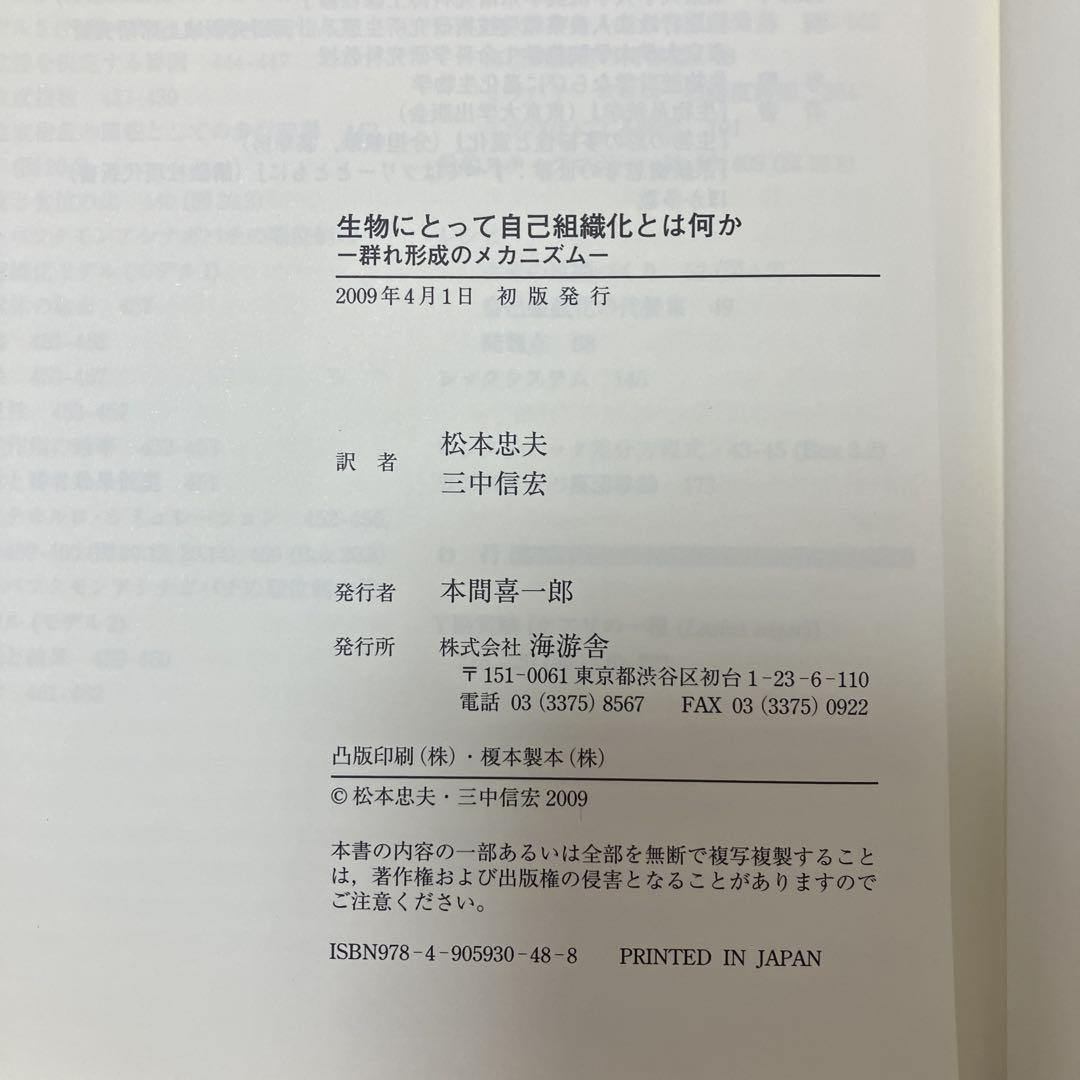 生物にとって自己組織化とは何か
ー群れ形成のメカニズムー
2009年4月1日 初版発行
訳者 松本忠夫
三中信宏
発行者 本間喜一郎
発行所 株式会社 海游舎
〒151-0061 東京都渋谷区初台1-23-6-110
電話 03 (3375) 8567 FAX 03 (3375) 0922
凸版印刷(株)・榎本製本(株)
© 松本忠夫・三中信宏 2009
本書の内容の一部あるいは全部を無断で複写複製すること
は，著作権および出版権の侵害となることがありますので
ご注意ください。
ISBN978-4-905930-48-8 PRINTED IN JAPAN